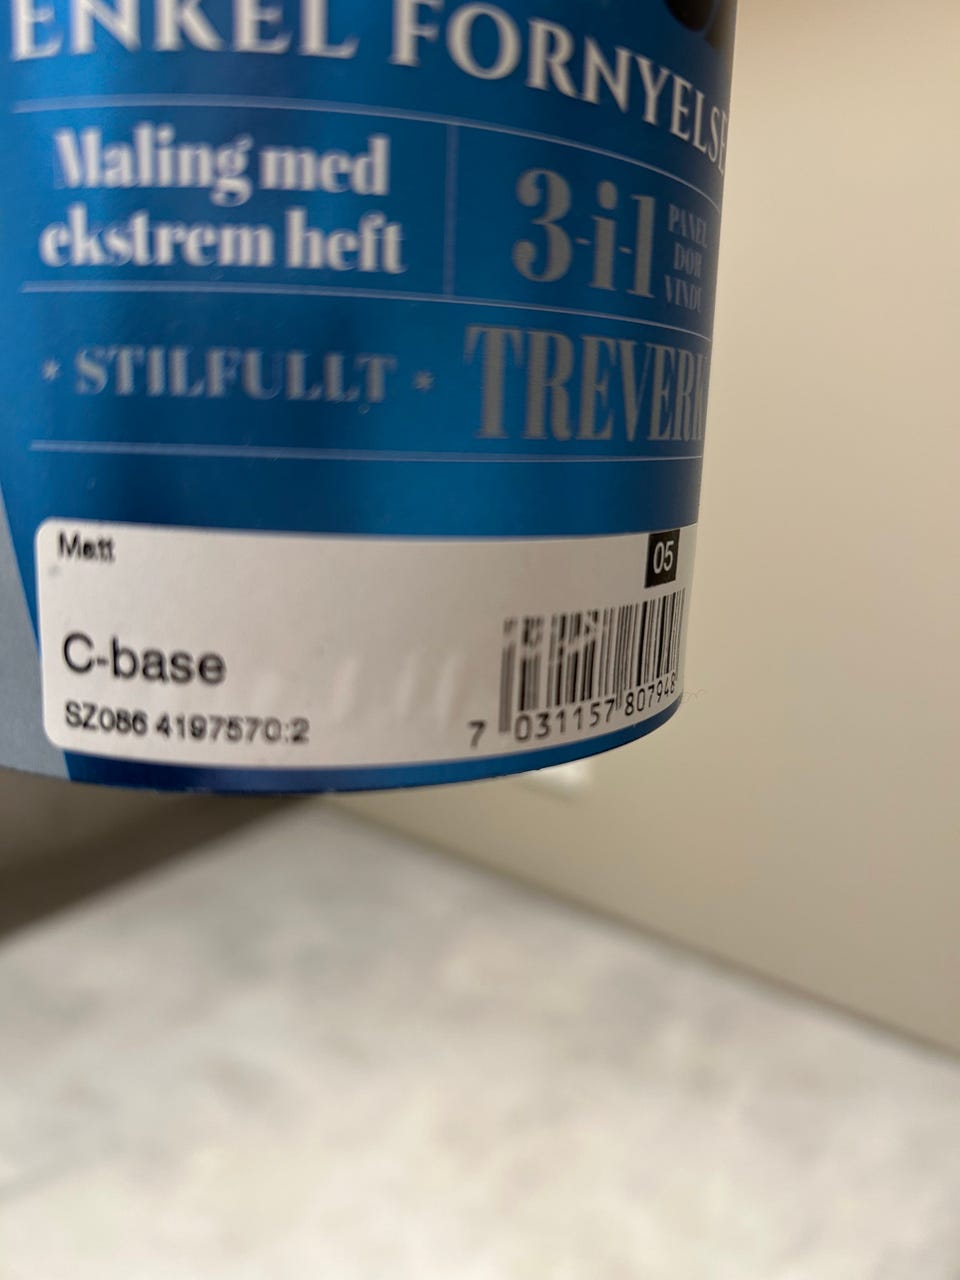 ENKEL FORNYELSE
Maling med
ekstrem heft
3-i-1
PANEL
DØR
VINDU
* STILFULLT * TREVERK
Matt
05
C-base
SZ086 4197570:2
7 031157 807948